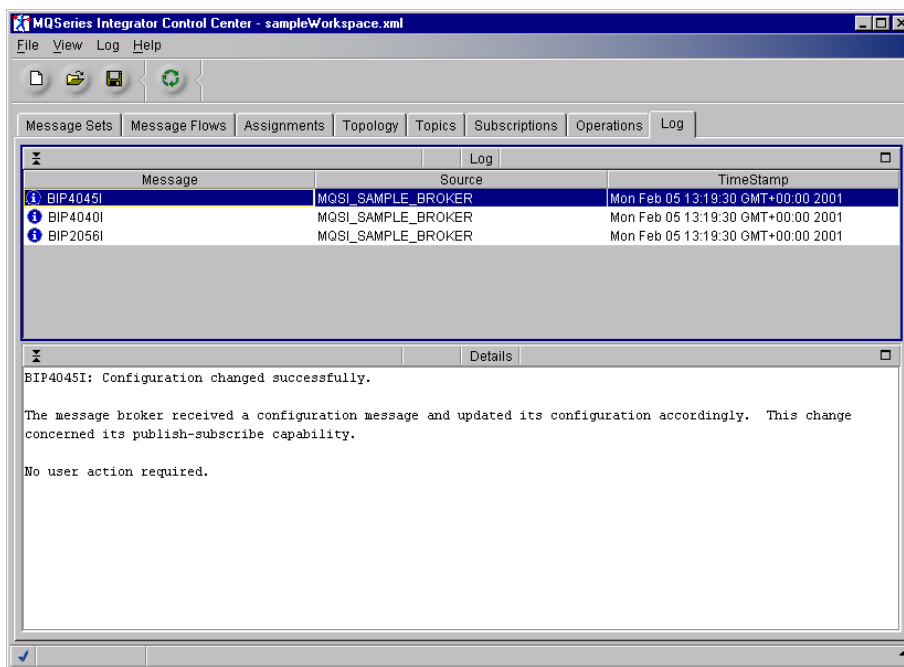 MQSeries Integrator Control Center - sampleWorkspace.xml
File View Log Help
Message Sets Message Flows Assignments Topology Topics Subscriptions Operations Log
Log
Message Source TimeStamp
BIP4045I MQSI_SAMPLE_BROKER Mon Feb 05 13:19:30 GMT+00:00 2001
BIP4040I MQSI_SAMPLE_BROKER Mon Feb 05 13:19:30 GMT+00:00 2001
BIP2056I MQSI_SAMPLE_BROKER Mon Feb 05 13:19:30 GMT+00:00 2001
Details
BIP4045I: Configuration changed successfully.
The message broker received a configuration message and updated its configuration accordingly.  This change
concerned its publish-subscribe capability.
No user action required.